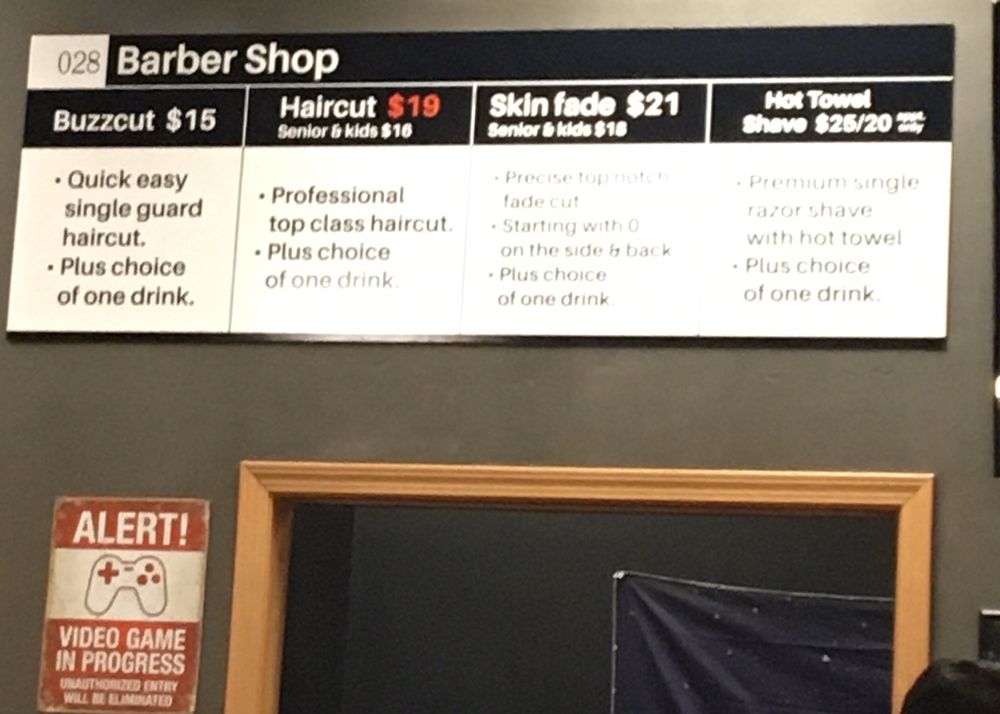 028 Barber Shop
Buzzcut $15
• Quick easy
single guard
haircut.
• Plus choice
of one drink.
Haircut $19
Senior & kids $16
• Professional
top class haircut.
• Plus choice
of one drink.
Skin fade $21
Senior & kids $18
• Precise top notch
fade cut
• Starting with 0
on the side & back
• Plus choice
of one drink.
Hot Towel
Shave $25/20 appt. only
• Premium single
razor shave
with hot towel
• Plus choice
of one drink.
ALERT!
VIDEO GAME
IN PROGRESS
UNAUTHORIZED ENTRY
WILL BE ELIMINATED